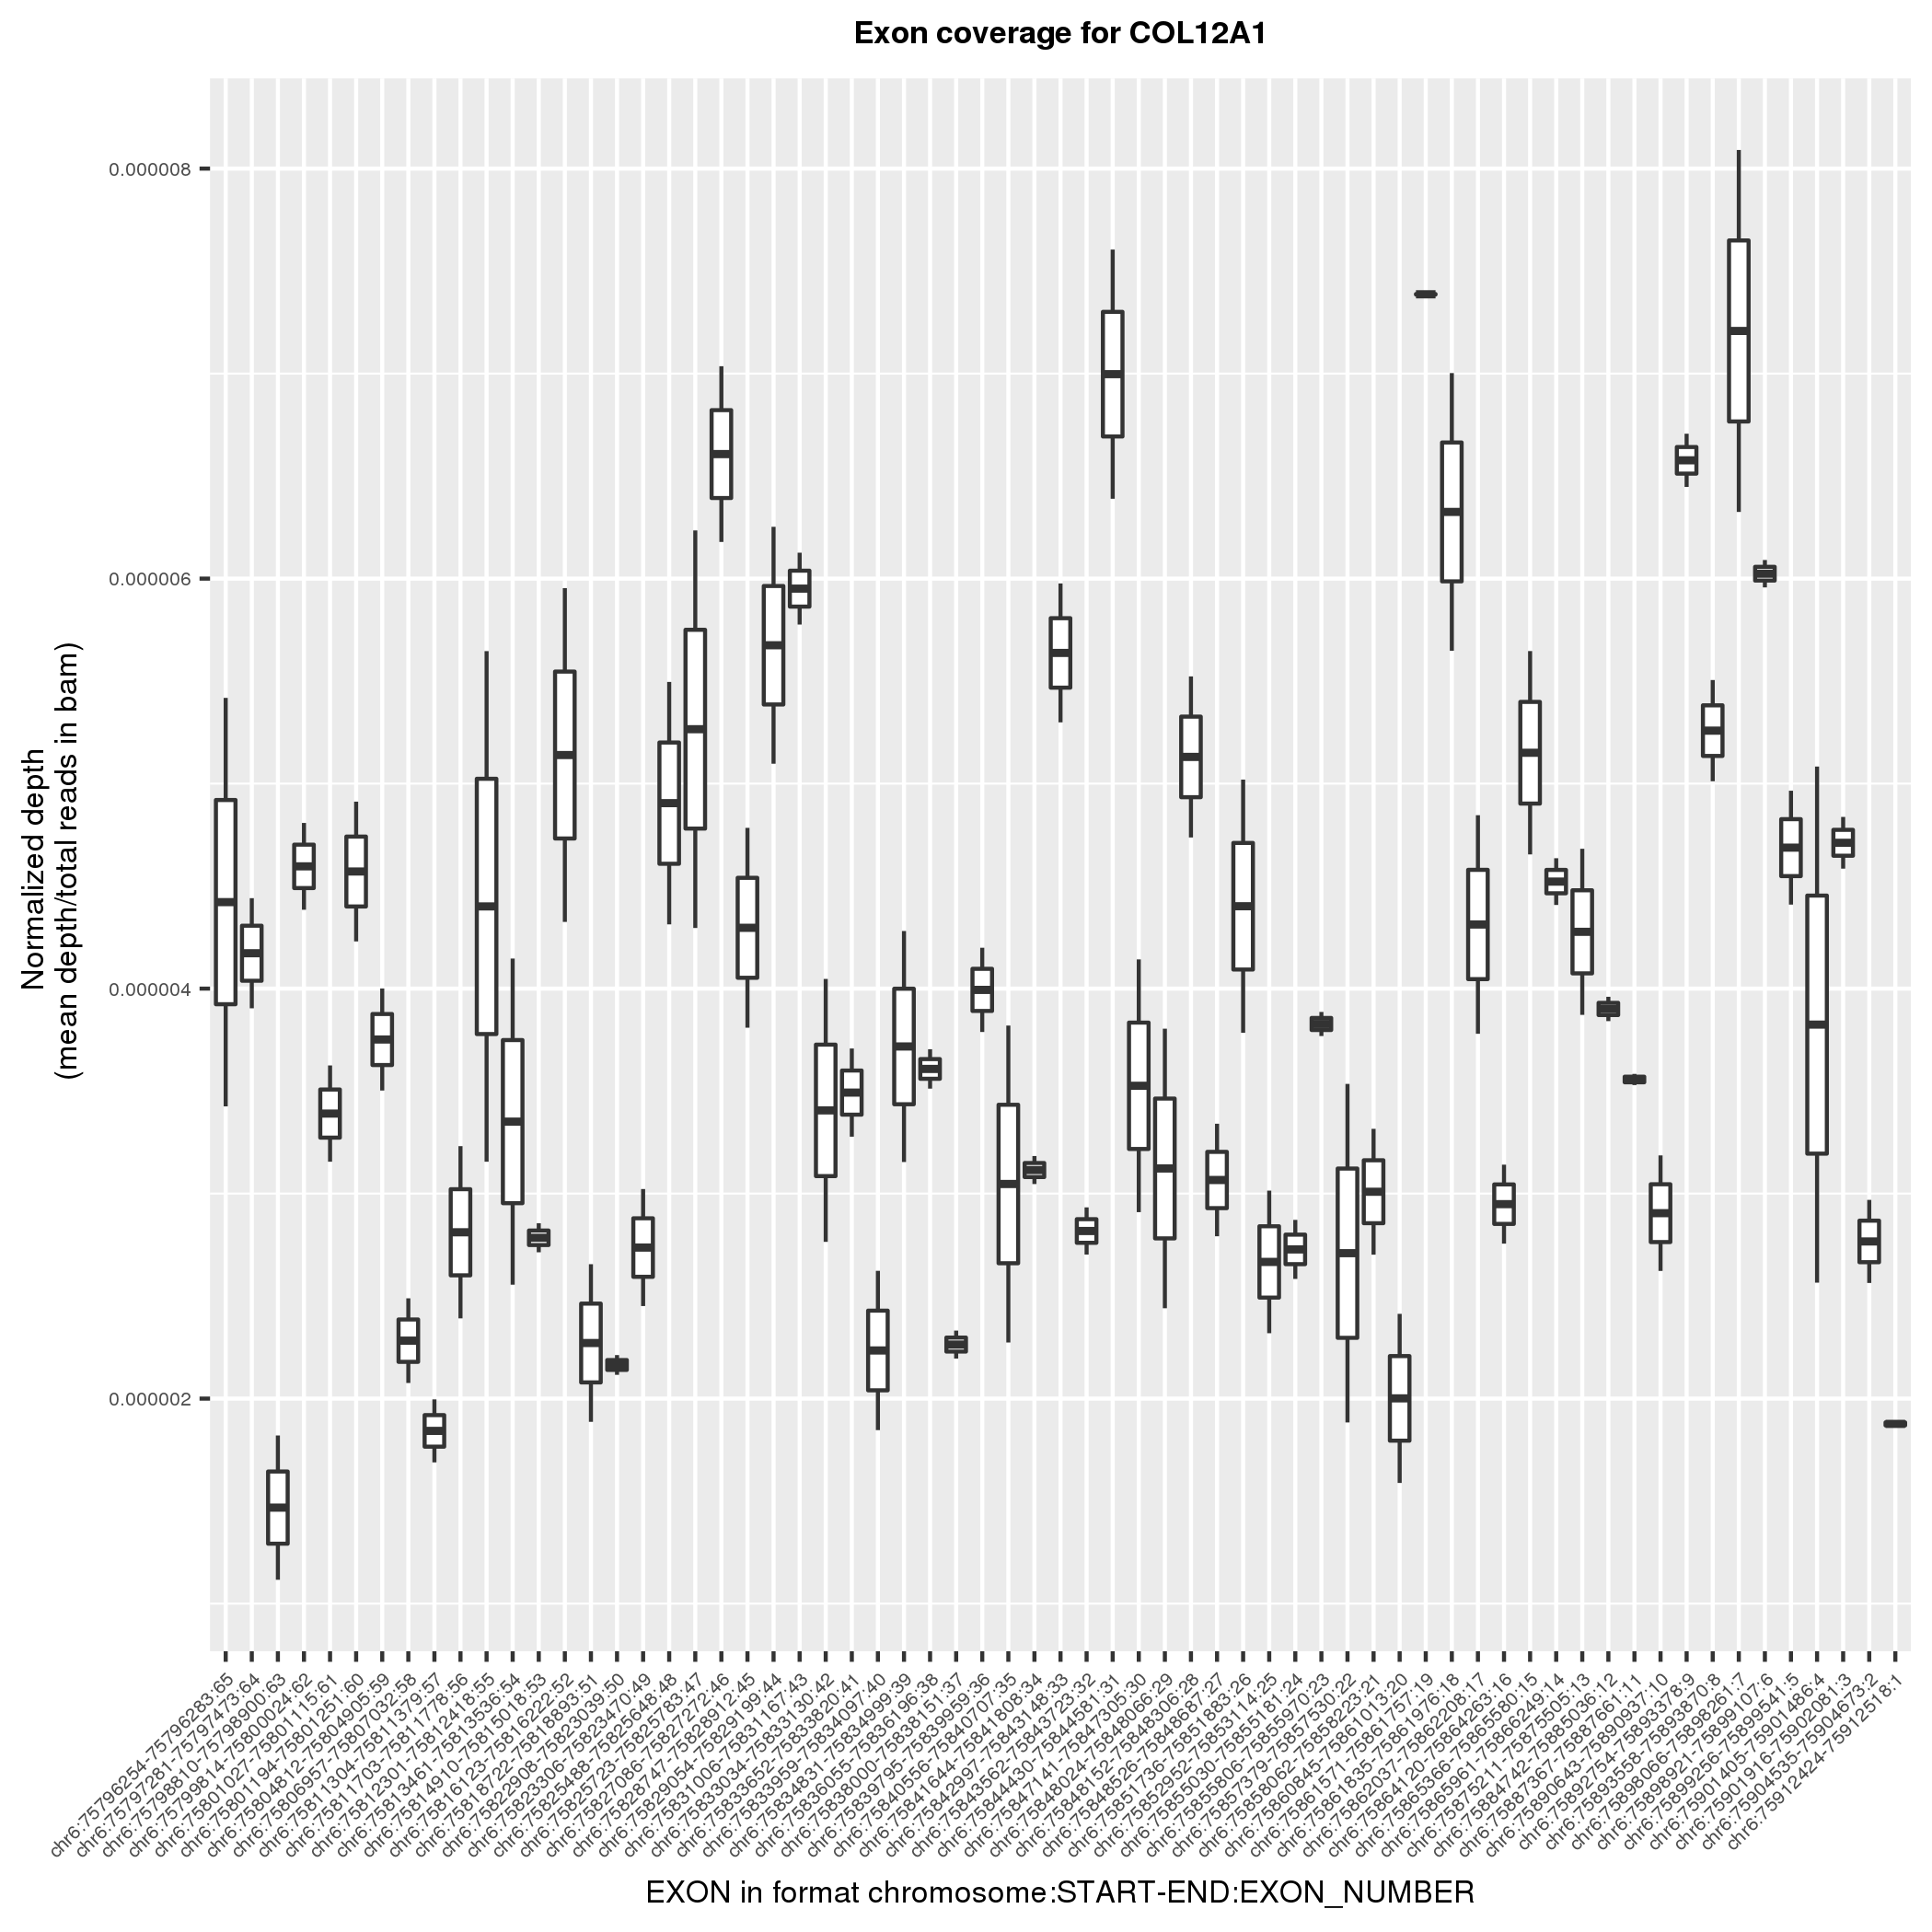 Exon coverage for COL12A1
Normalized depth
(mean depth/total reads in bam)
0.000008
0.000006
0.000004
0.000002
chr6:75796254-75796283:65
chr6:75797281-75797473:64
chr6:75798810-75798900:63
chr6:75799814-75800024:62
chr6:75801027-75801115:61
chr6:75801194-75801251:60
chr6:75804812-75804905:59
chr6:75806957-75807032:58
chr6:75811304-75811379:57
chr6:75811703-75811778:56
chr6:75812301-75812418:55
chr6:75813461-75813536:54
chr6:75814910-75815018:53
chr6:75816123-75816222:52
chr6:75818722-75818893:51
chr6:75822908-75823039:50
chr6:75823306-75823470:49
chr6:75825488-75825648:48
chr6:75825723-75825783:47
chr6:75827086-75827272:46
chr6:75828747-75828912:45
chr6:75829054-75829199:44
chr6:75831006-75831167:43
chr6:75833034-75833130:42
chr6:75833652-75833820:41
chr6:75833959-75834097:40
chr6:75834831-75834999:39
chr6:75836055-75836196:38
chr6:75838000-75838151:37
chr6:75839795-75839959:36
chr6:75840556-75840707:35
chr6:75841644-75841808:34
chr6:75842997-75843148:33
chr6:75843562-75843723:32
chr6:75844430-75844581:31
chr6:75847141-75847305:30
chr6:75848024-75848066:29
chr6:75848152-75848306:28
chr6:75848526-75848687:27
chr6:75851736-75851883:26
chr6:75852952-75853114:25
chr6:75855030-75855181:24
chr6:75855806-75855970:23
chr6:75857379-75857530:22
chr6:75858062-75858223:21
chr6:75860845-75861013:20
chr6:75861571-75861757:19
chr6:75861835-75861976:18
chr6:75862037-75862208:17
chr6:75864120-75864263:16
chr6:75865366-75865580:15
chr6:75865961-75866249:14
chr6:75875211-75875505:13
chr6:75884742-75885036:12
chr6:75887367-75887661:11
chr6:75890643-75890937:10
chr6:75893254-75893378:9
chr6:75893558-75893870:8
chr6:75898066-75898261:7
chr6:75898921-75899107:6
chr6:75899256-75899541:5
chr6:75901405-75901486:4
chr6:75901916-75902081:3
chr6:75904535-75904673:2
chr6:75912424-75912518:1
EXON in format chromosome:START-END:EXON_NUMBER